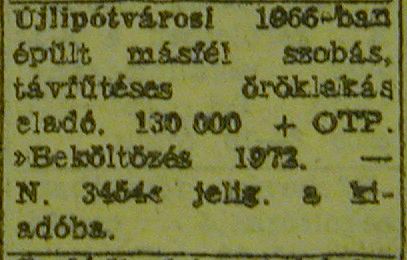 Újlipótvárosi 1966-ban
épült másfél szobás,
távfűtéses öröklakás
eladó. 130 000 + OTP.
»Beköltözés 1972. —
N. 3454« jelig. a ki-
adóba.